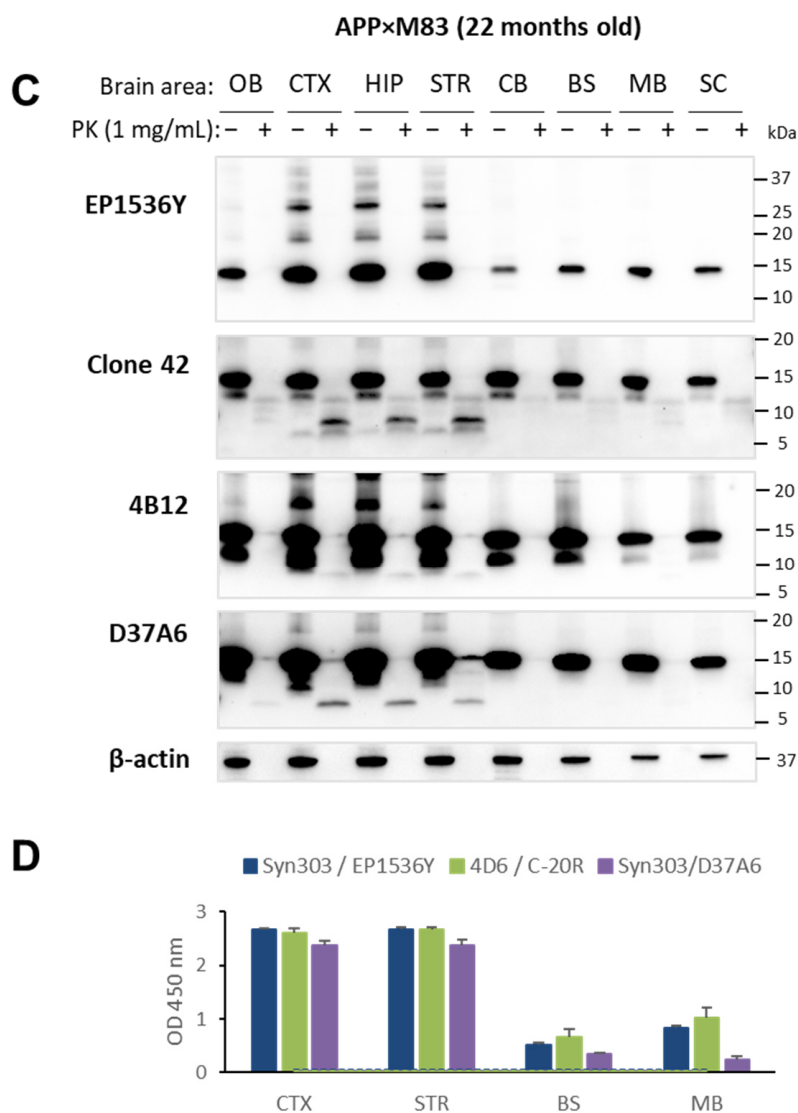 APP×M83 (22 months old)
C
Brain area: OB CTX HIP STR CB BS MB SC
PK (1 mg/mL): − + − + − + − + − + − + − + − + kDa
EP1536Y
37
25
20
15
10
Clone 42
20
15
10
5
4B12
20
15
10
5
D37A6
20
15
10
5
β-actin
37
D
Syn303 / EP1536Y 4D6 / C-20R Syn303/D37A6
OD 450 nm
3
2
1
0
CTX STR BS MB